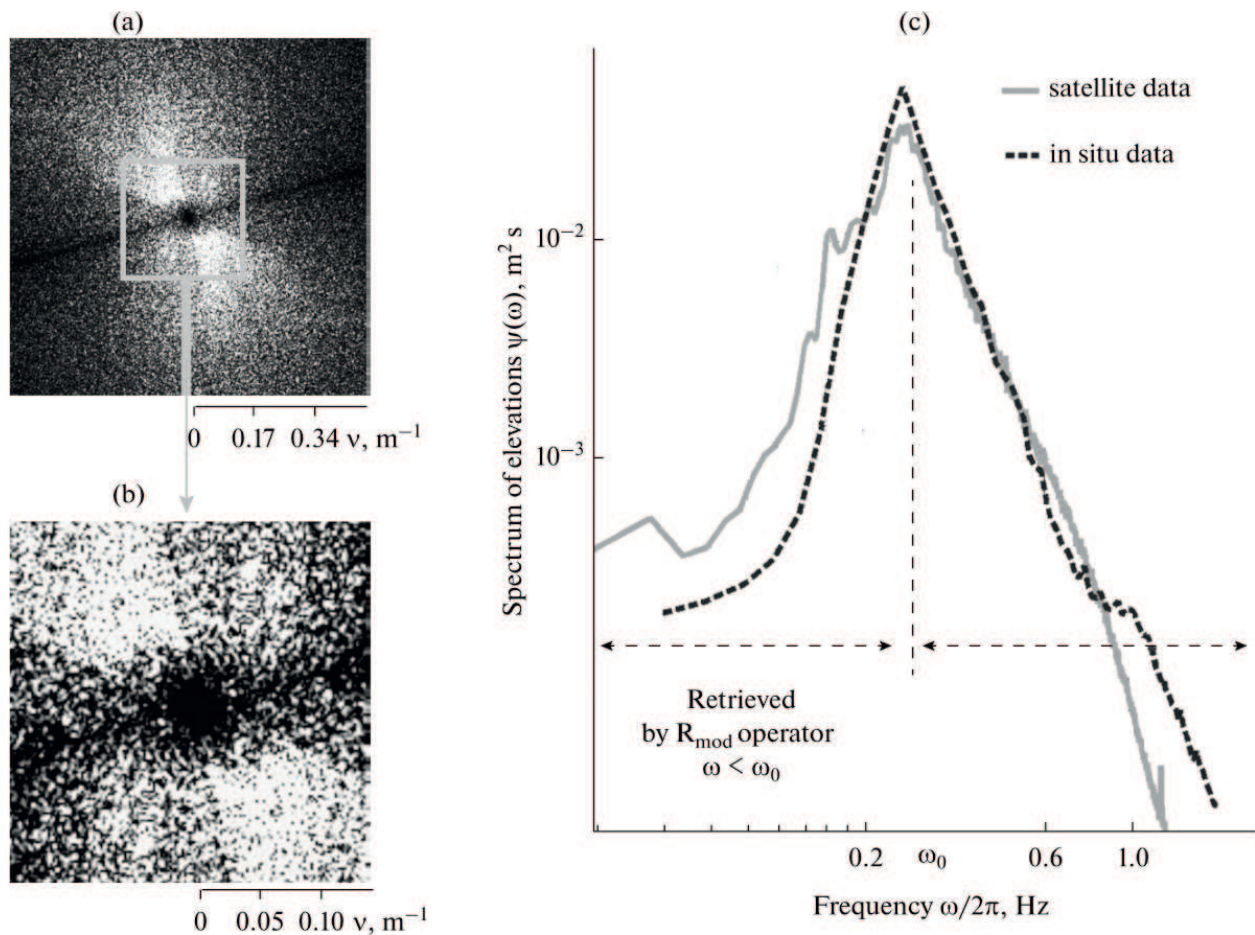 (a)
0 0.17 0.34 ν, m⁻¹
(b)
0 0.05 0.10 ν, m⁻¹
(c)
satellite data
in situ data
Spectrum of elevations ψ(ω), m² s
10⁻²
10⁻³
Retrieved
by R_mod operator
ω < ω₀
0.2 ω₀ 0.6 1.0
Frequency ω/2π, Hz